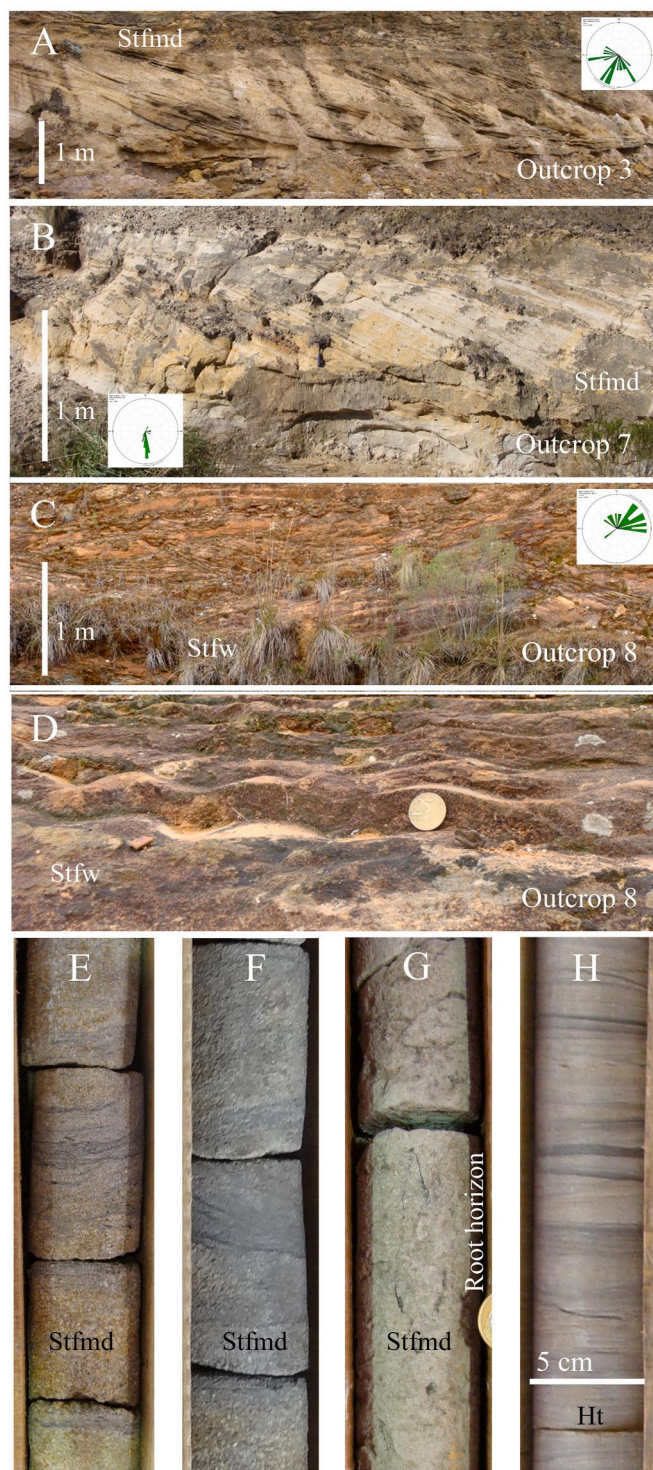 A
Stfmd
1 m
Outcrop 3
B
1 m
Stfmd
Outcrop 7
C
1 m
Stfw
Outcrop 8
D
Stfw
Outcrop 8
E
F
G
H
Root horizon
Stfmd
Stfmd
Stfmd
5 cm
Ht